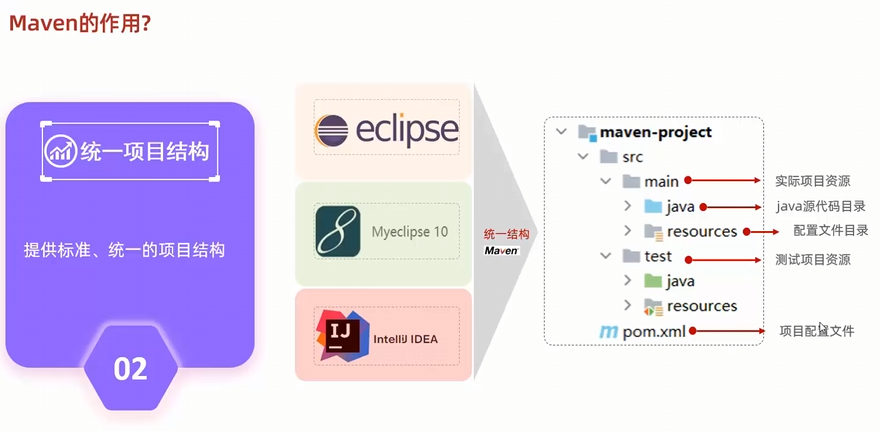 Maven的作用?
统一项目结构
提供标准、统一的项目结构
02
eclipse
Myeclipse 10
IJ
IntelliJ IDEA
统一结构
Maven
maven-project
src
main
实际项目资源
java
java源代码目录
resources
配置文件目录
test
测试项目资源
java
resources
pom.xml
项目配置文件